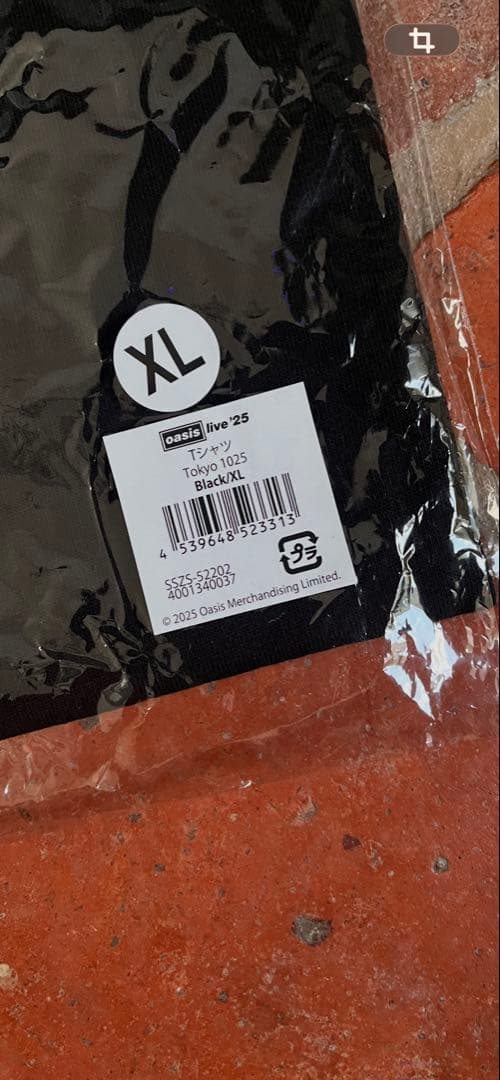 XL
oasis live '25
Tシャツ
Tokyo 1025
Black/XL
4 539648 523313
プラ
SSZS-52202
4001340037
© 2025 Oasis Merchandising Limited.